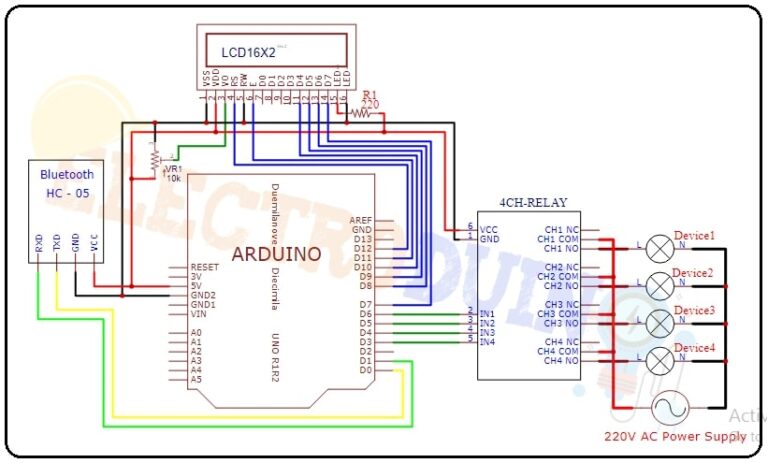 LCD16X2
VSS
VDD
VO
RS
RW
E
D0
D1
D2
D3
D4
D5
D6
D7
LED+
LED-
1
2
3
4
5
6
7
8
9
10
11
12
13
14
15
16
R1
220
VR1
10k
Bluetooth
HC - 05
RXD
TXD
GND
VCC
ELECTRODUINO
Duemilanove
Diecimila
UNO R1R2
ARDUINO
RESET
3V
5V
GND2
GND1
VIN
A0
A1
A2
A3
A4
A5
AREF
GND
D13
D12
D11
D10
D9
D8
D7
D6
D5
D4
D3
D2
D1
D0
4CH-RELAY
6 VCC
1 GND
2 IN1
3 IN2
4 IN3
5 IN4
CH1 NC
CH1 COM
CH1 NO
CH2 NC
CH2 COM
CH2 NO
CH3 NC
CH3 COM
CH3 NO
CH4 NC
CH4 COM
CH4 NO
Device1
L N
Device2
L N
Device3
L N
Device4
L N
220V AC Power Supply
Activ
to